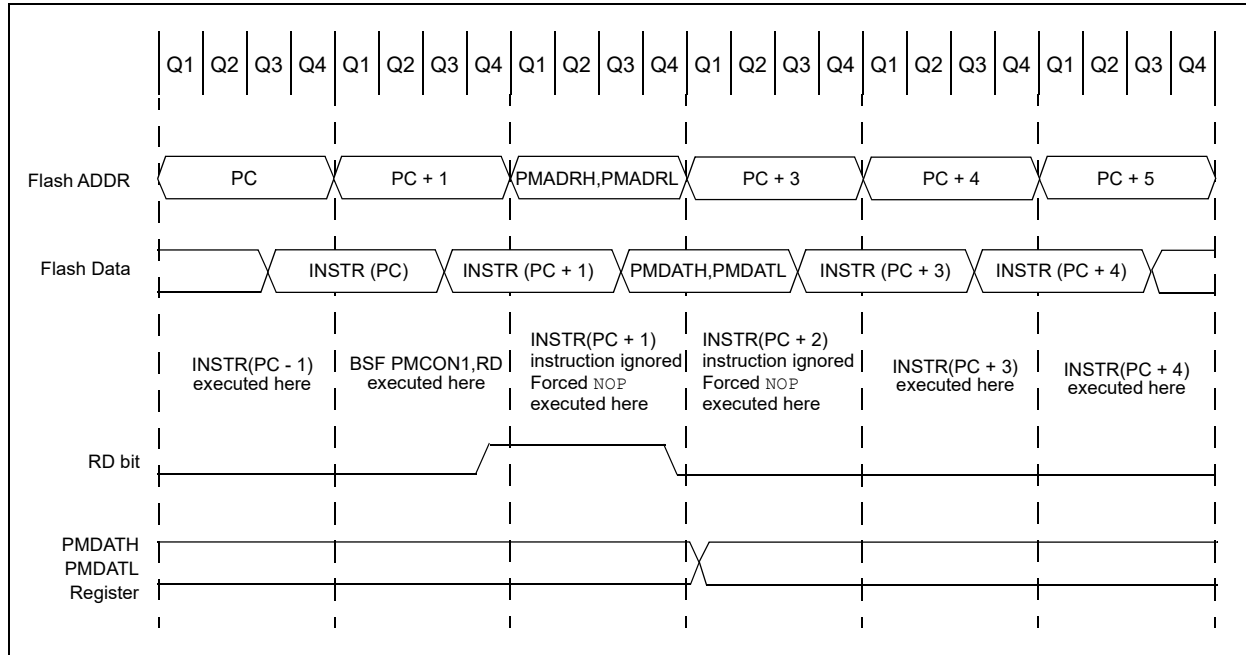 Q1 Q2 Q3 Q4 Q1 Q2 Q3 Q4 Q1 Q2 Q3 Q4 Q1 Q2 Q3 Q4 Q1 Q2 Q3 Q4 Q1 Q2 Q3 Q4
Flash ADDR PC PC + 1 PMADRH,PMADRL PC + 3 PC + 4 PC + 5
Flash Data INSTR (PC) INSTR (PC + 1) PMDATH,PMDATL INSTR (PC + 3) INSTR (PC + 4)
INSTR(PC - 1)
executed here
BSF PMCON1,RD
executed here
INSTR(PC + 1)
instruction ignored
Forced NOP
executed here
INSTR(PC + 2)
instruction ignored
Forced NOP
executed here
INSTR(PC + 3)
executed here
INSTR(PC + 4)
executed here
RD bit
PMDATH
PMDATL
Register